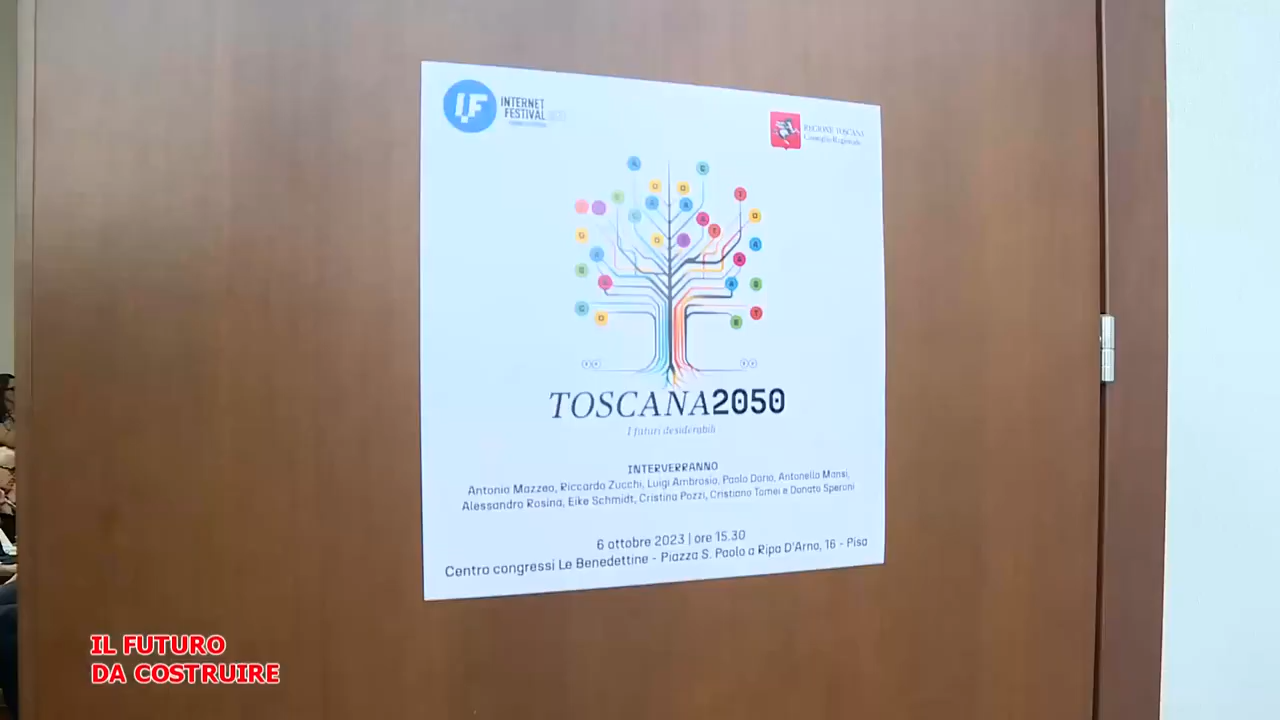 I.F
INTERNET
FESTIVAL
REGIONE TOSCANA
Consiglio Regionale
TOSCANA2050
I futuri desiderabili
INTERVERRANNO
Antonio Mazzeo, Riccardo Zucchi, Luigi Ambrosio, Paolo Dario, Antonella Mansi,
Alessandro Rosina, Eike Schmidt, Cristina Pozzi, Cristiano Tomei e Donato Speroni
6 ottobre 2023 | ore 15.30
Centro congressi Le Benedettine - Piazza S. Paolo a Ripa D'Arno, 16 - Pisa
IL FUTURO
DA COSTRUIRE